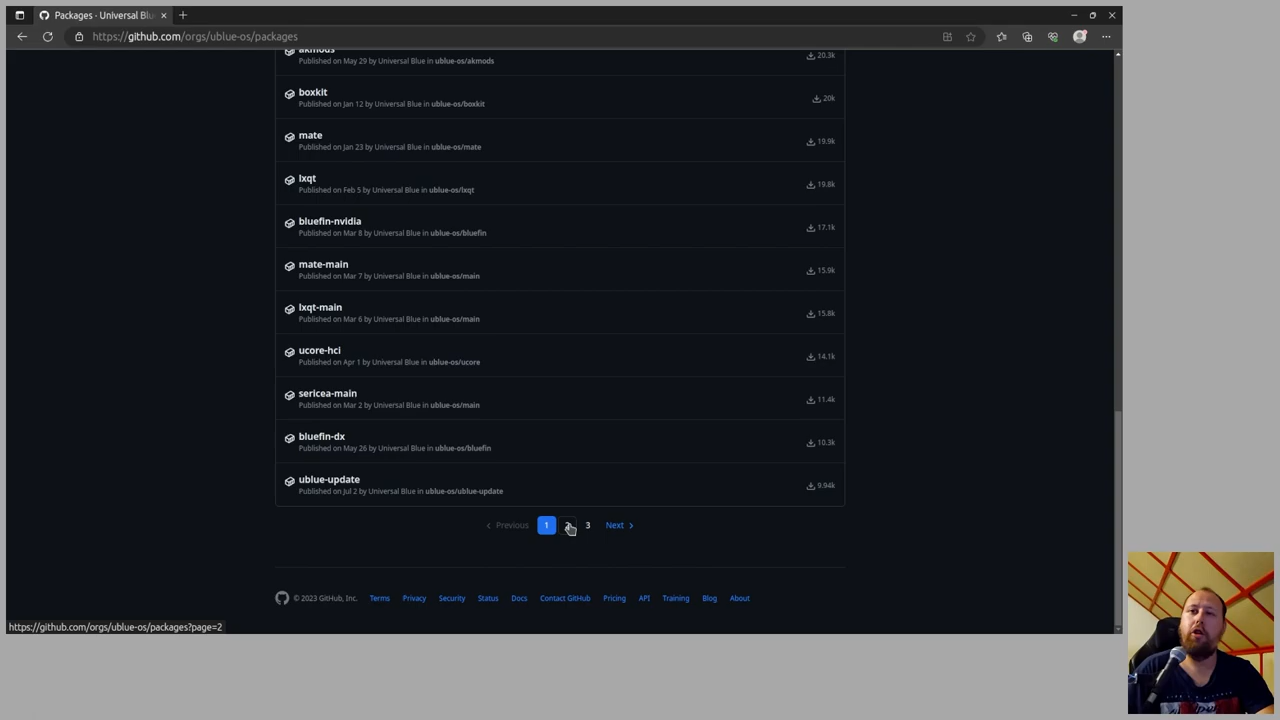 Packages · Universal Blu
https://github.com/orgs/ublue-os/packages
akmods
20.3k
Published on May 29 by Universal Blue in ublue-os/akmods
boxkit
20k
Published on Jan 12 by Universal Blue in ublue-os/boxkit
mate
19.9k
Published on Jan 23 by Universal Blue in ublue-os/mate
lxqt
19.8k
Published on Feb 5 by Universal Blue in ublue-os/lxqt
bluefin-nvidia
17.1k
Published on Mar 8 by Universal Blue in ublue-os/bluefin
mate-main
15.9k
Published on Mar 7 by Universal Blue in ublue-os/main
lxqt-main
15.8k
Published on Mar 6 by Universal Blue in ublue-os/main
ucore-hci
14.1k
Published on Apr 1 by Universal Blue in ublue-os/ucore
sericea-main
11.4k
Published on Mar 2 by Universal Blue in ublue-os/main
bluefin-dx
10.3k
Published on May 26 by Universal Blue in ublue-os/bluefin
ublue-update
9.94k
Published on Jul 2 by Universal Blue in ublue-os/ublue-update
Previous 1 2 3 Next
© 2023 GitHub, Inc. Terms Privacy Security Status Docs Contact GitHub Pricing API Training Blog About
https://github.com/orgs/ublue-os/packages?page=2